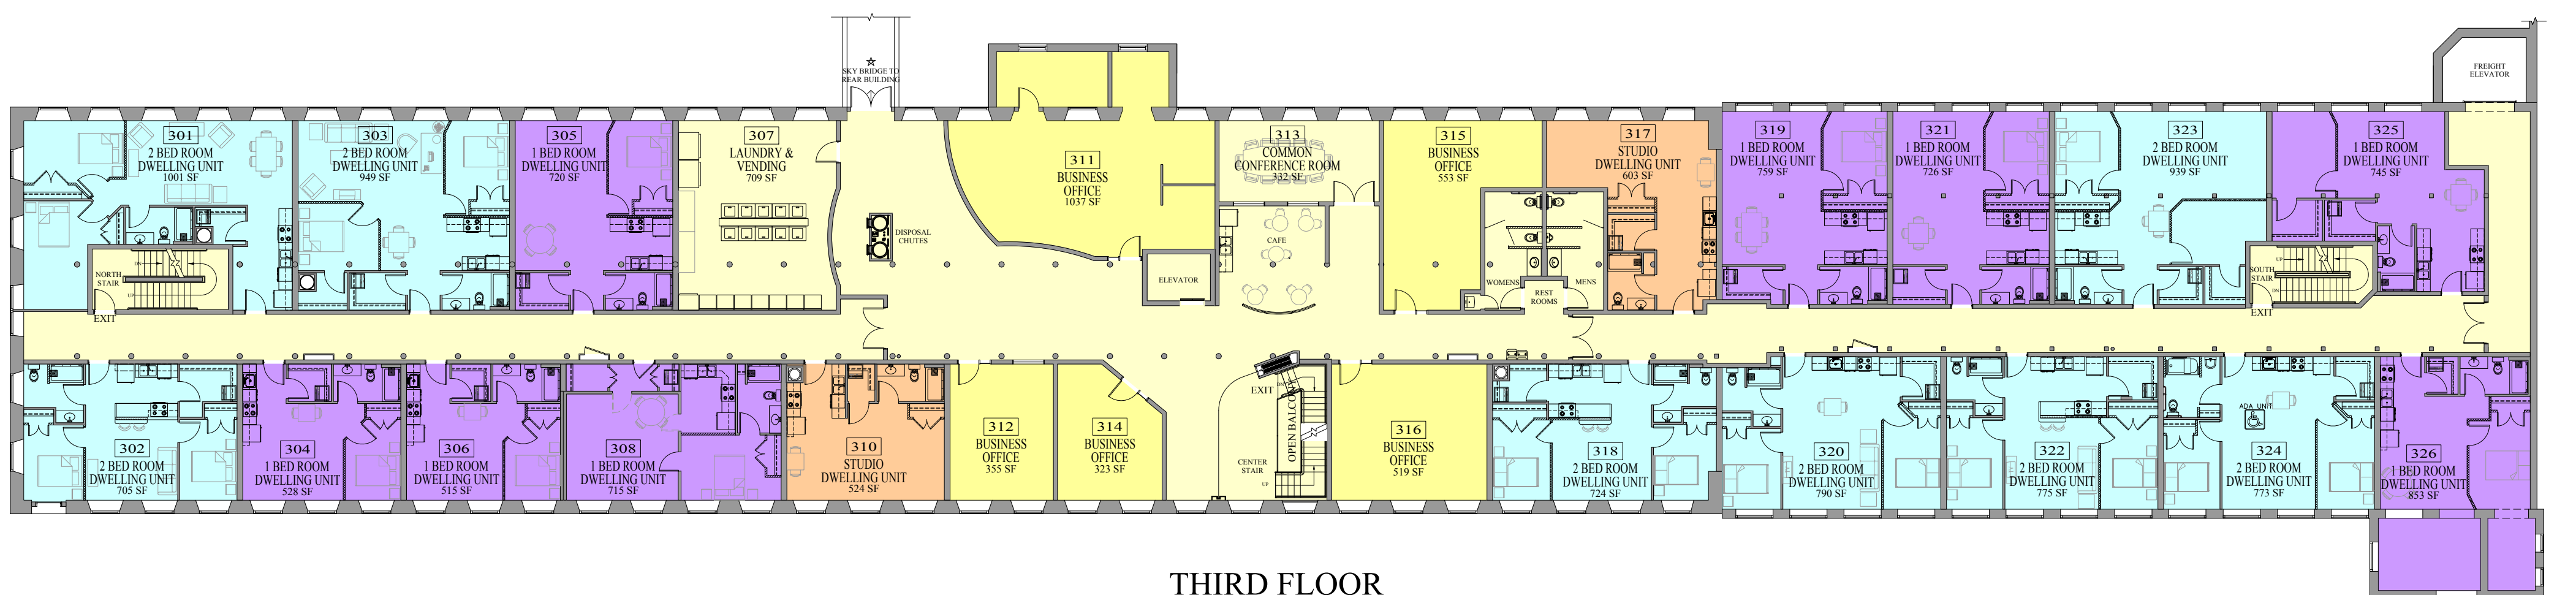 SKY BRIDGE TO
REAR BUILDING
FREIGHT
ELEVATOR
301
2 BED ROOM
DWELLING UNIT
1001 SF
303
2 BED ROOM
DWELLING UNIT
949 SF
305
1 BED ROOM
DWELLING UNIT
720 SF
307
LAUNDRY &
VENDING
709 SF
311
BUSINESS
OFFICE
1037 SF
313
COMMON
CONFERENCE ROOM
332 SF
315
BUSINESS
OFFICE
553 SF
317
STUDIO
DWELLING UNIT
603 SF
319
1 BED ROOM
DWELLING UNIT
759 SF
321
1 BED ROOM
DWELLING UNIT
726 SF
323
2 BED ROOM
DWELLING UNIT
939 SF
325
1 BED ROOM
DWELLING UNIT
745 SF
DISPOSAL
CHUTES
CAFE
ELEVATOR
WOMENS
REST
ROOMS
MENS
NORTH
STAIR
DN
UP
EXIT
SOUTH
STAIR
UP
DN
EXIT
302
2 BED ROOM
DWELLING UNIT
705 SF
304
1 BED ROOM
DWELLING UNIT
528 SF
306
1 BED ROOM
DWELLING UNIT
515 SF
308
1 BED ROOM
DWELLING UNIT
715 SF
310
STUDIO
DWELLING UNIT
524 SF
312
BUSINESS
OFFICE
355 SF
314
BUSINESS
OFFICE
323 SF
EXIT
DN
OPEN BALCONY
CENTER
STAIR
UP
316
BUSINESS
OFFICE
519 SF
318
2 BED ROOM
DWELLING UNIT
724 SF
320
2 BED ROOM
DWELLING UNIT
790 SF
322
2 BED ROOM
DWELLING UNIT
775 SF
ADA UNIT
324
2 BED ROOM
DWELLING UNIT
773 SF
326
1 BED ROOM
DWELLING UNIT
853 SF
THIRD FLOOR